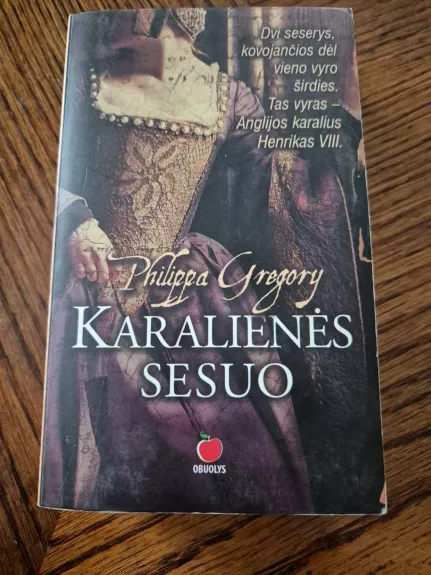 Dvi seserys,
kovojančios dėl
vieno vyro
širdies.
Tas vyras –
Anglijos karalius
Henrikas VIII.
Philippa Gregory
KARALIENĖS
SESUO
OBUOLYS